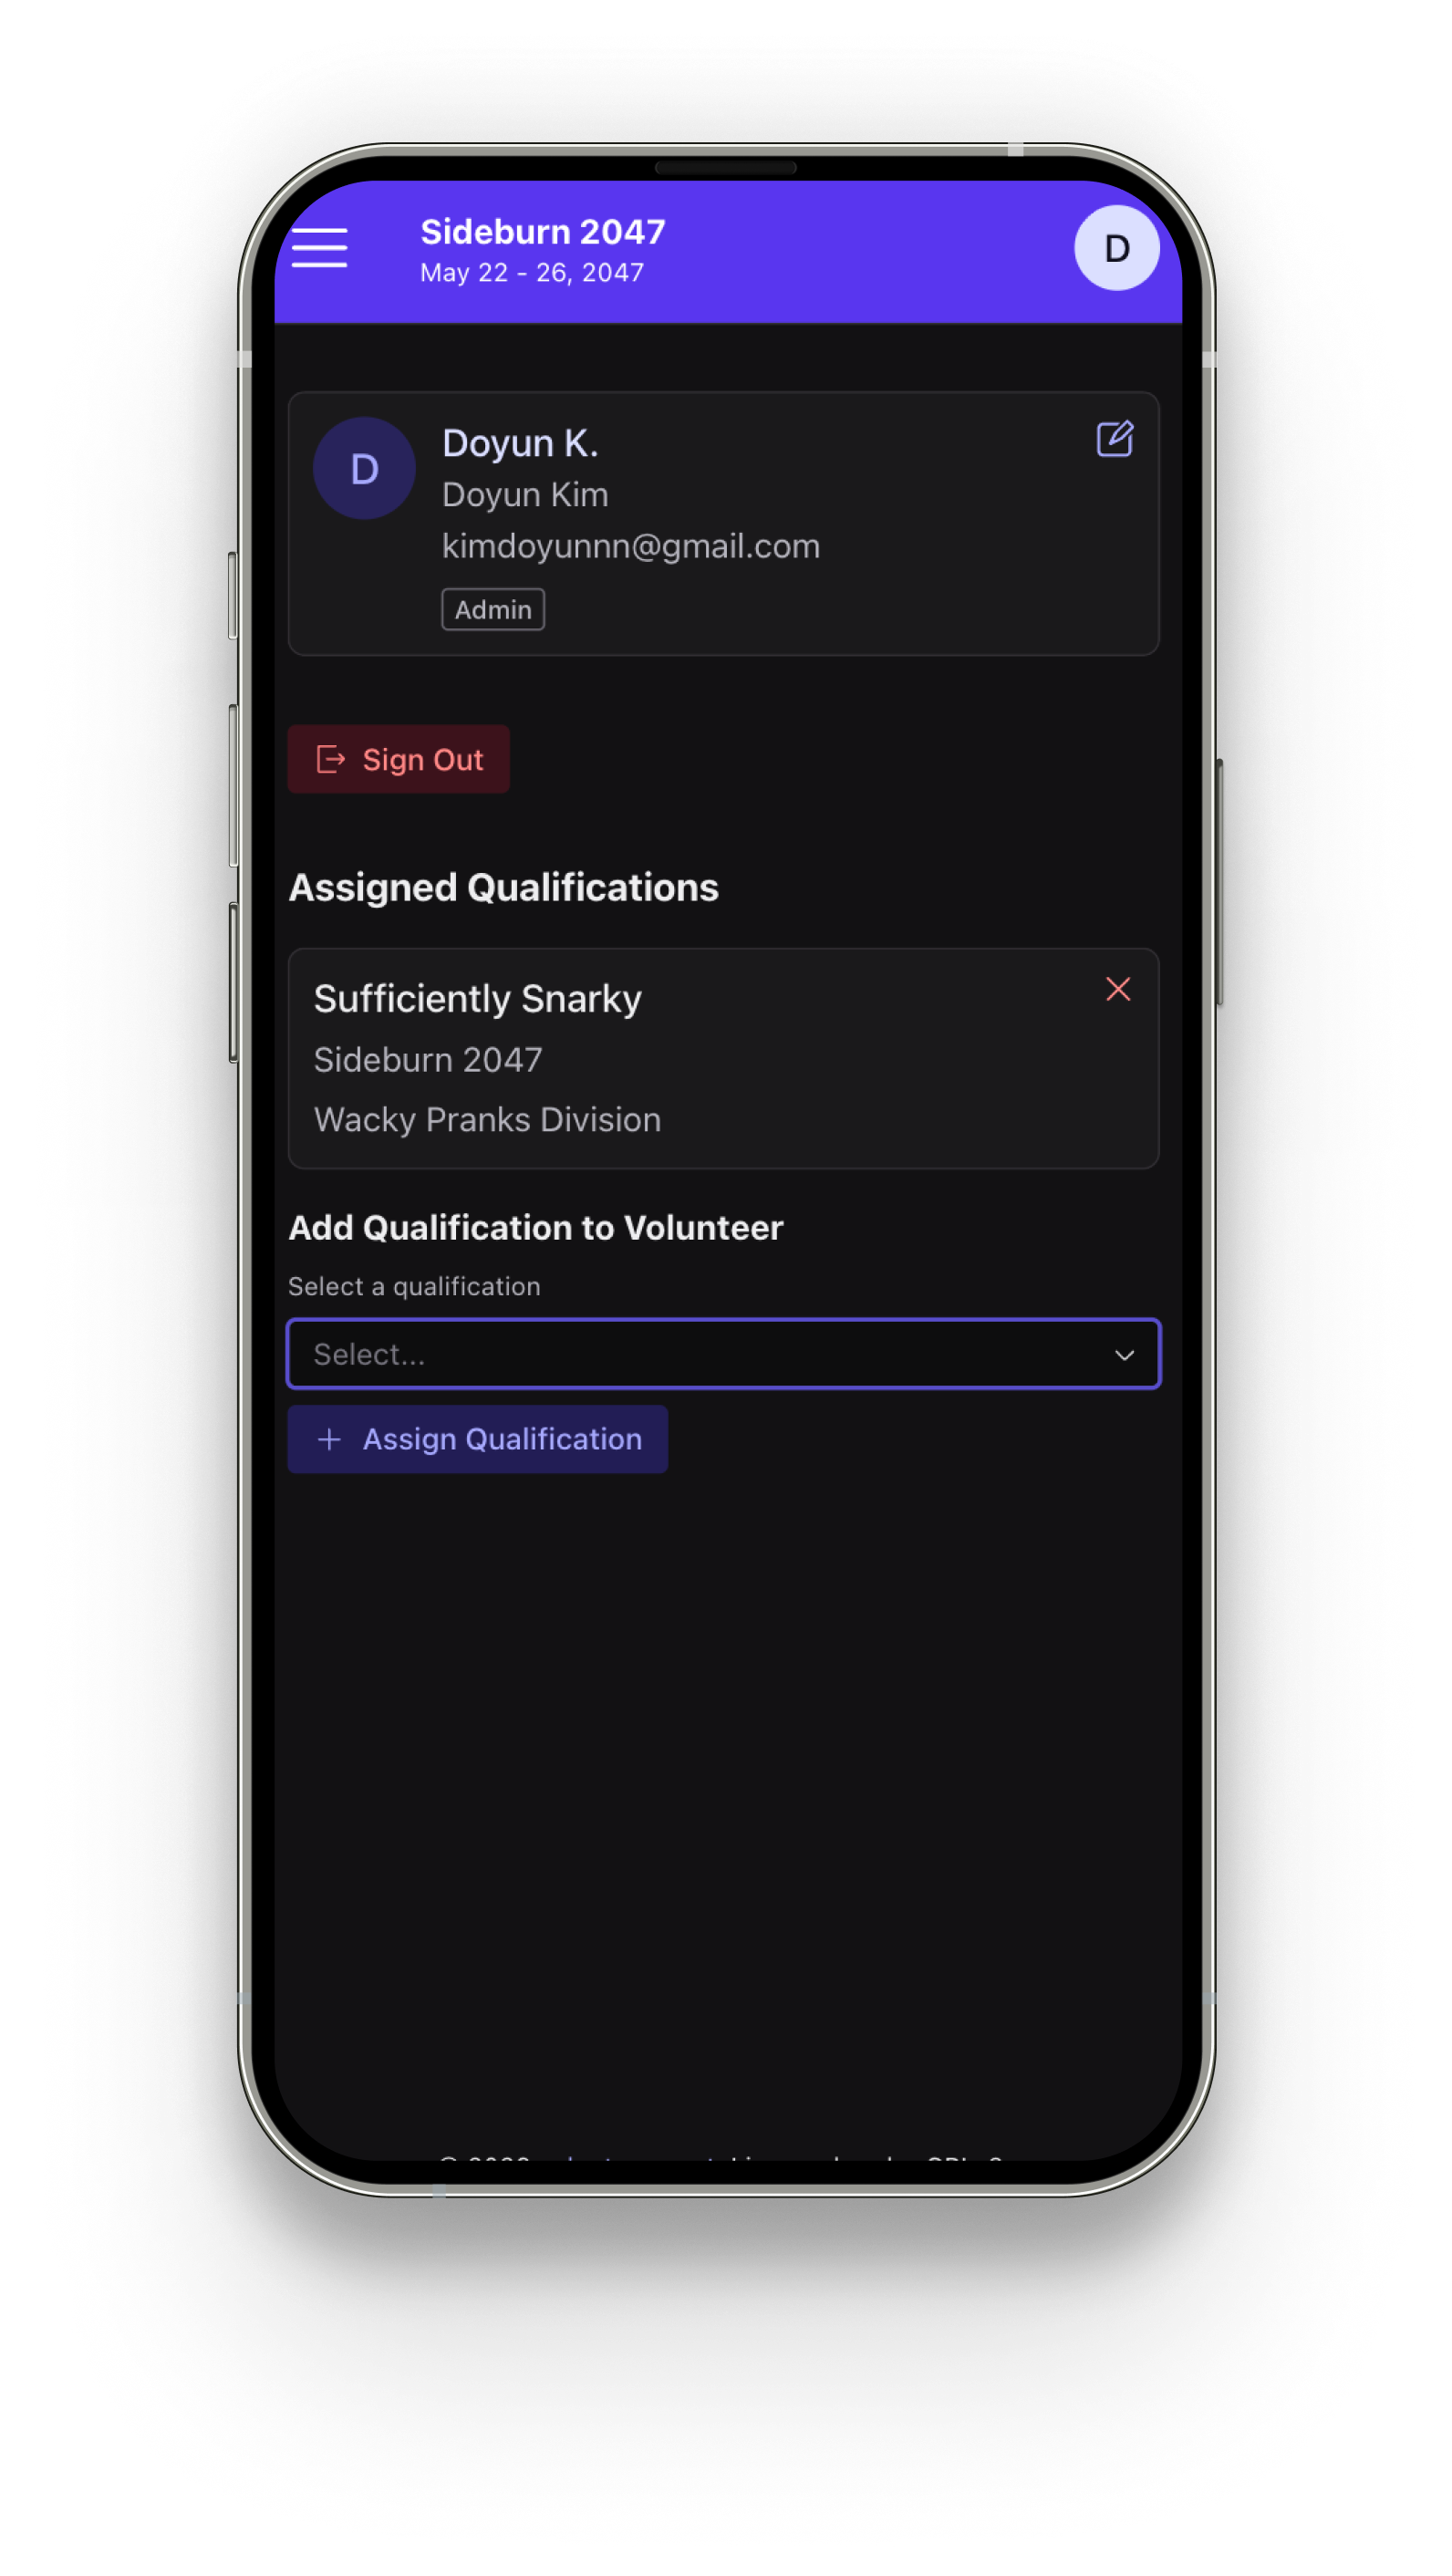 Sideburn 2047
May 22 - 26, 2047
D
D
Doyun K.
Doyun Kim
kimdoyunnn@gmail.com
Admin
Sign Out
Assigned Qualifications
Sufficiently Snarky
Sideburn 2047
Wacky Pranks Division
Add Qualification to Volunteer
Select a qualification
Select...
Assign Qualification